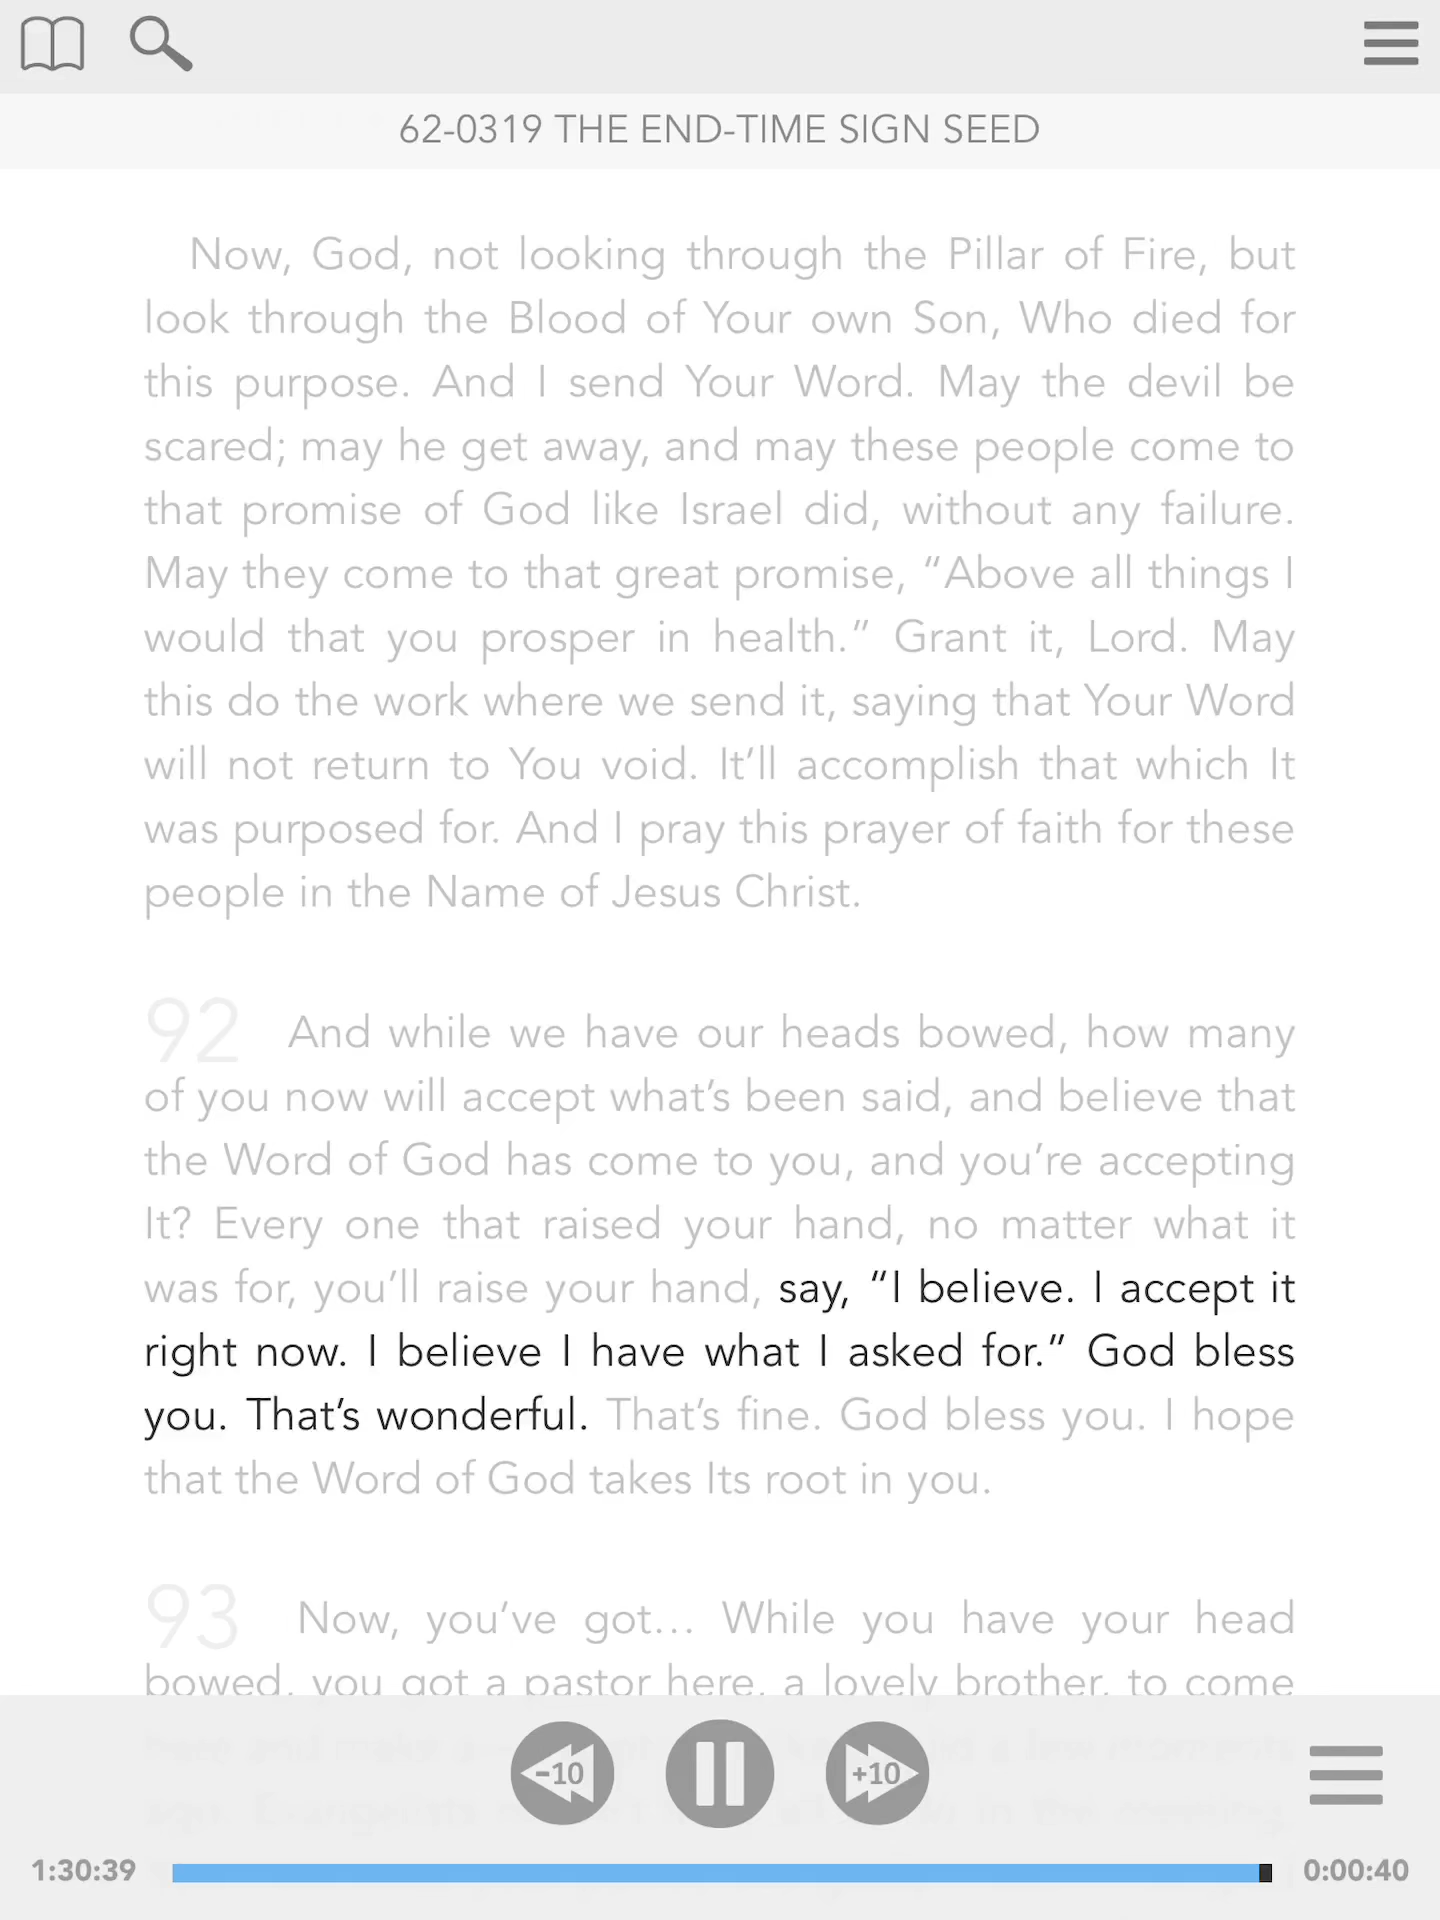 62-0319 THE END-TIME SIGN SEED
Now, God, not looking through the Pillar of Fire, but
look through the Blood of Your own Son, Who died for
this purpose. And I send Your Word. May the devil be
scared; may he get away, and may these people come to
that promise of God like Israel did, without any failure.
May they come to that great promise, “Above all things I
would that you prosper in health.” Grant it, Lord. May
this do the work where we send it, saying that Your Word
will not return to You void. It’ll accomplish that which It
was purposed for. And I pray this prayer of faith for these
people in the Name of Jesus Christ.
92 And while we have our heads bowed, how many
of you now will accept what’s been said, and believe that
the Word of God has come to you, and you’re accepting
It? Every one that raised your hand, no matter what it
was for, you’ll raise your hand, say, “I believe. I accept it
right now. I believe I have what I asked for.” God bless
you. That’s wonderful. That’s fine. God bless you. I hope
that the Word of God takes Its root in you.
93 Now, you’ve got… While you have your head
bowed, you got a pastor here, a lovely brother, to come
-10 +10
1:30:39 0:00:40